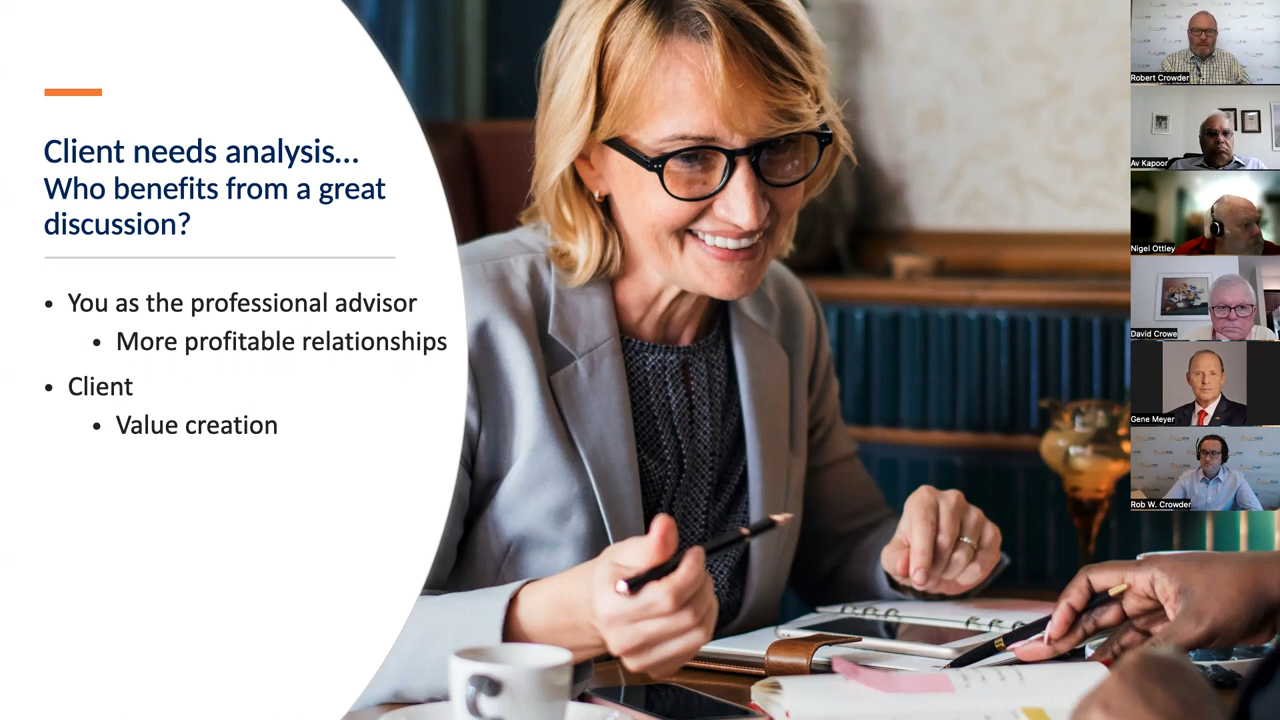 Client needs analysis...
Who benefits from a great
discussion?
• You as the professional advisor
• More profitable relationships
• Client
• Value creation
Robert Crowder
Av Kapoor
Nigel Ottley
David Crowe
Gene Meyer
Rob W. Crowder